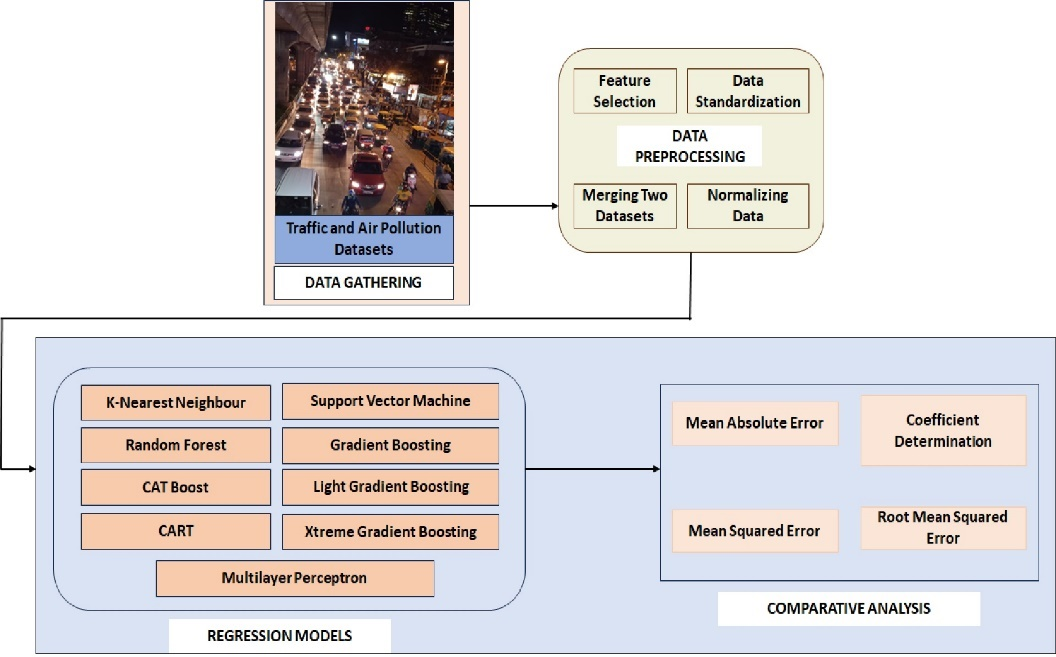 Traffic and Air Pollution
Datasets
DATA GATHERING
Feature
Selection
Data
Standardization
DATA
PREPROCESSING
Merging Two
Datasets
Normalizing
Data
K-Nearest Neighbour
Support Vector Machine
Random Forest
Gradient Boosting
CAT Boost
Light Gradient Boosting
CART
Xtreme Gradient Boosting
Multilayer Perceptron
REGRESSION MODELS
Mean Absolute Error
Coefficient
Determination
Mean Squared Error
Root Mean Squared
Error
COMPARATIVE ANALYSIS